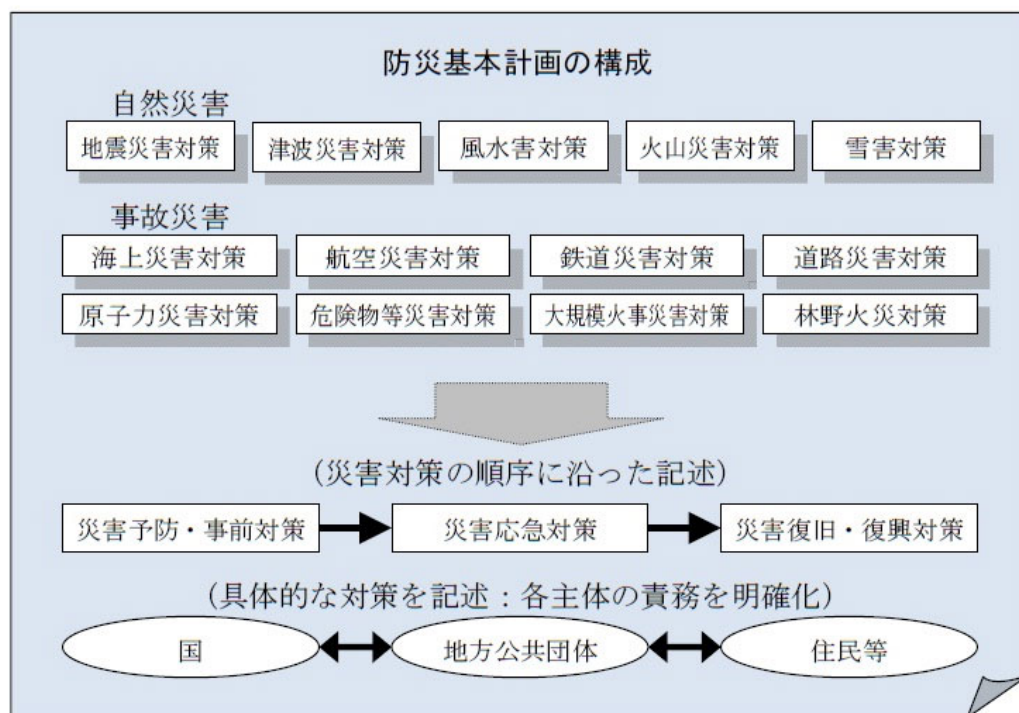 防災基本計画の構成
自然災害
地震災害対策 津波災害対策 風水害対策 火山災害対策 雪害対策
事故災害
海上災害対策 航空災害対策 鉄道災害対策 道路災害対策
原子力災害対策 危険物等災害対策 大規模火事災害対策 林野火災対策
(災害対策の順序に沿った記述)
災害予防・事前対策 災害応急対策 災害復旧・復興対策
(具体的な対策を記述：各主体の責務を明確化)
国 地方公共団体 住民等